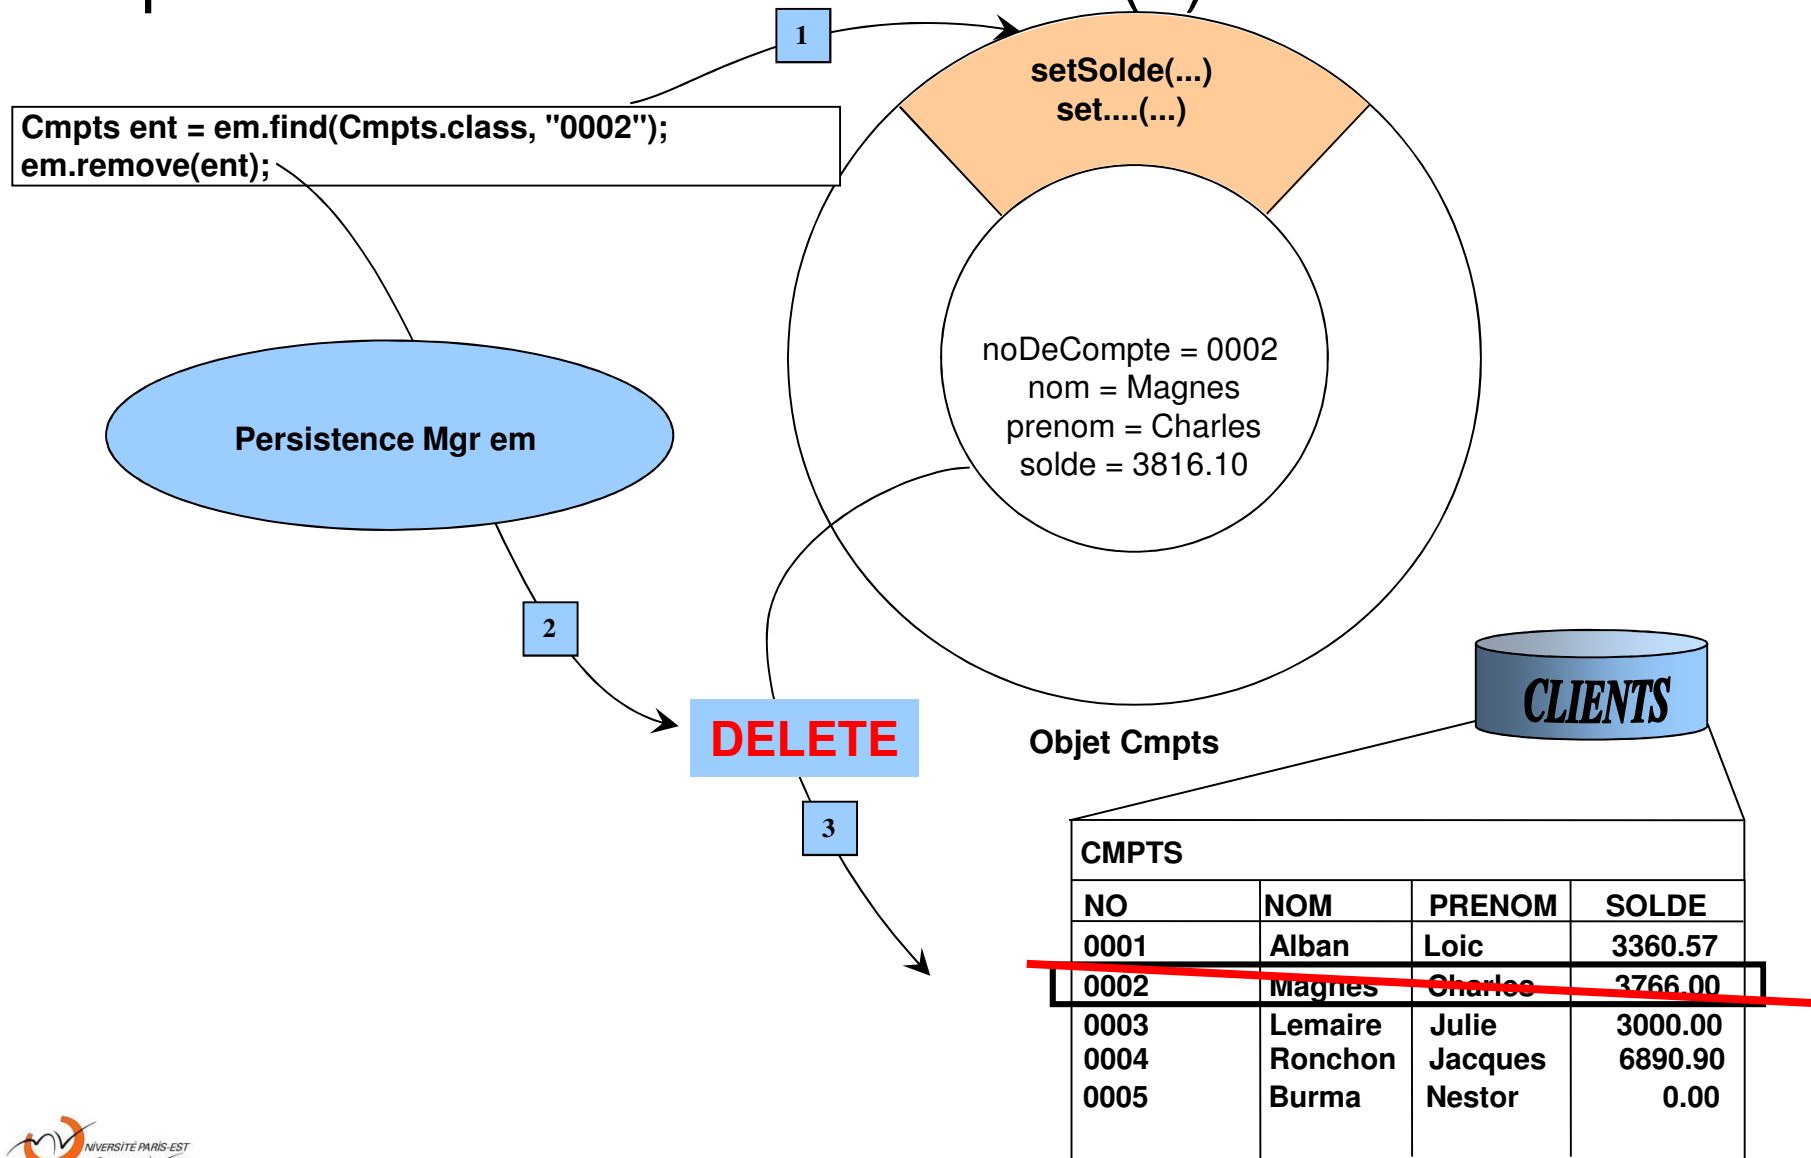 1
setSolde(...)
set....(...)
Cmpts ent = em.find(Cmpts.class, "0002");
em.remove(ent);
noDeCompte = 0002
nom = Magnes
prenom = Charles
solde = 3816.10
Persistence Mgr em
2
DELETE
CLIENTS
Objet Cmpts
3
CMPTS
NO NOM PRENOM SOLDE
0001 Alban Loic 3360.57
0002 Magnes Charles 3766.00
0003 Lemaire Julie 3000.00
0004 Ronchon Jacques 6890.90
0005 Burma Nestor 0.00
NIVERSITÉ PARIS-EST